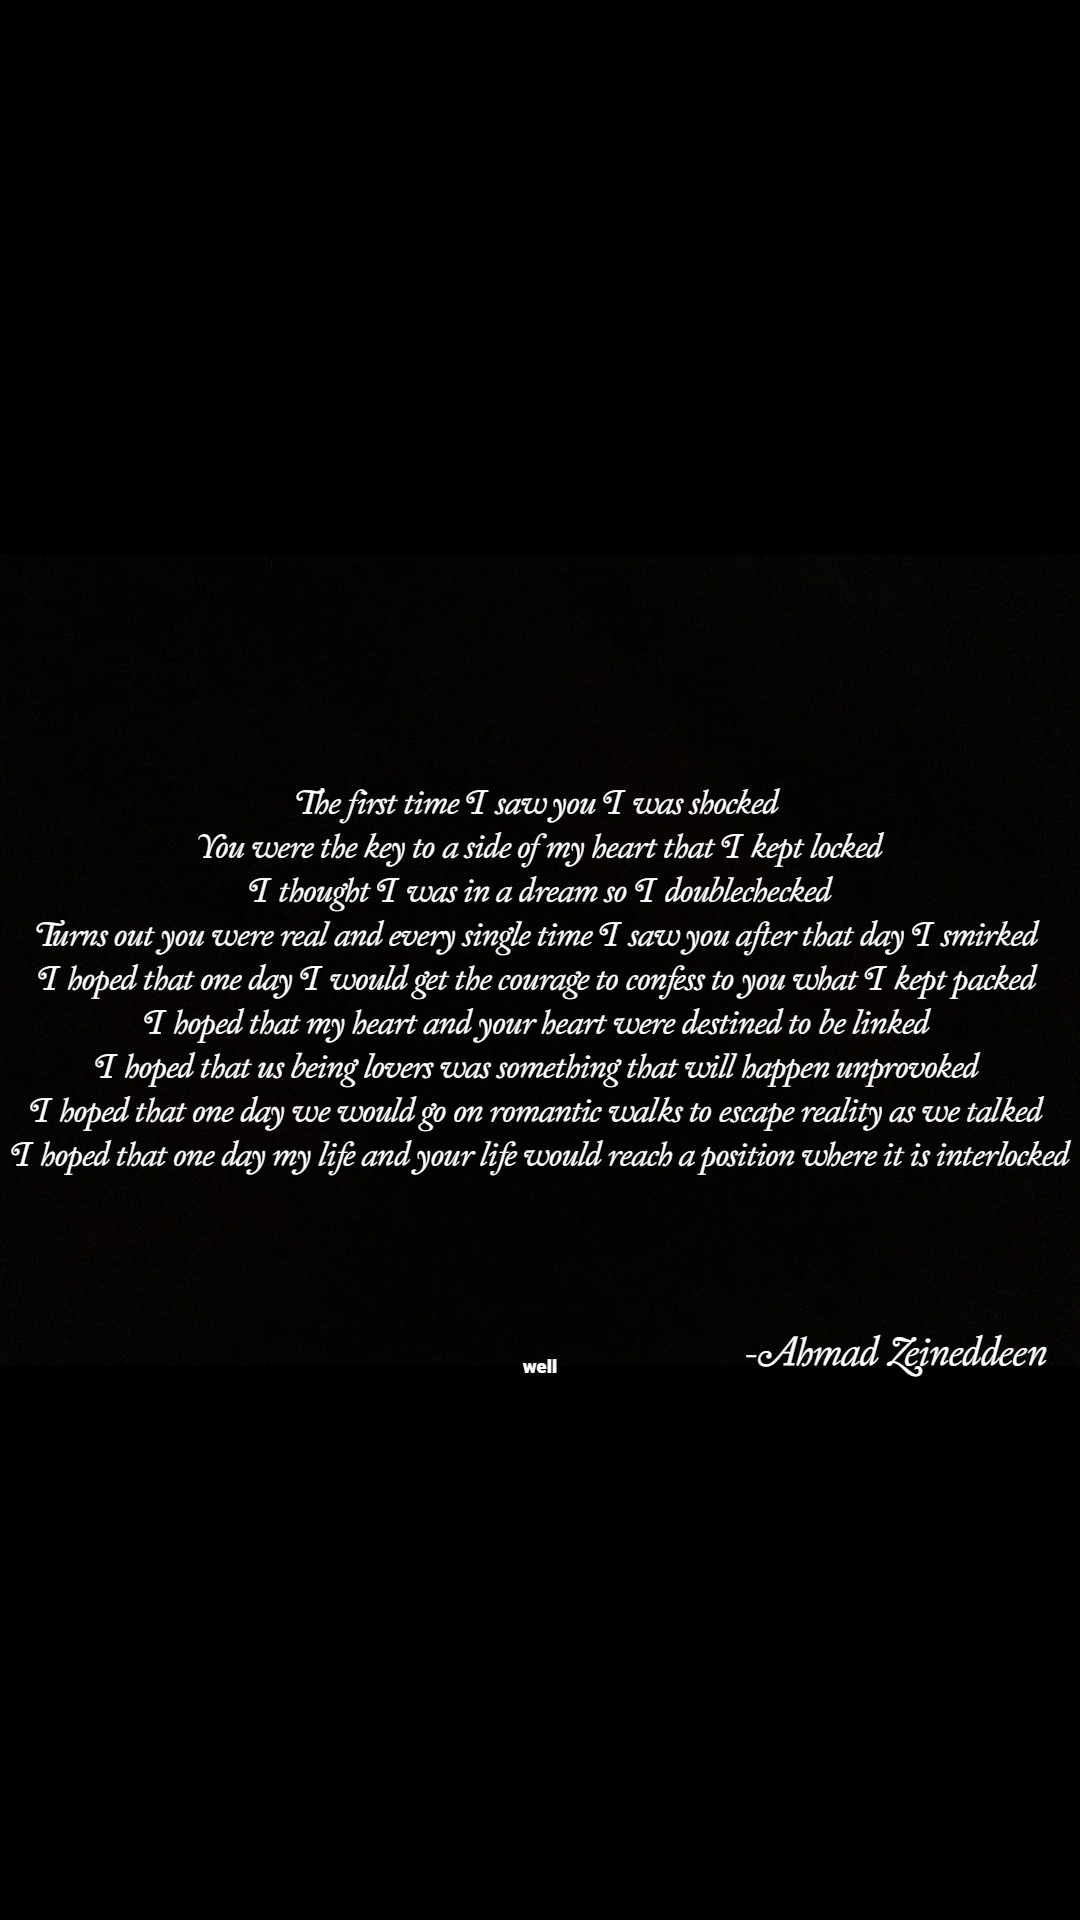 The first time I saw you I was shocked
You were the key to a side of my heart that I kept locked
I thought I was in a dream so I doublechecked
Turns out you were real and every single time I saw you after that day I smirked
I hoped that one day I would get the courage to confess to you what I kept packed
I hoped that my heart and your heart were destined to be linked
I hoped that us being lovers was something that will happen unprovoked
I hoped that one day we would go on romantic walks to escape reality as we talked
I hoped that one day my life and your life would reach a position where it is interlocked
-Ahmad Zeineddeen
well